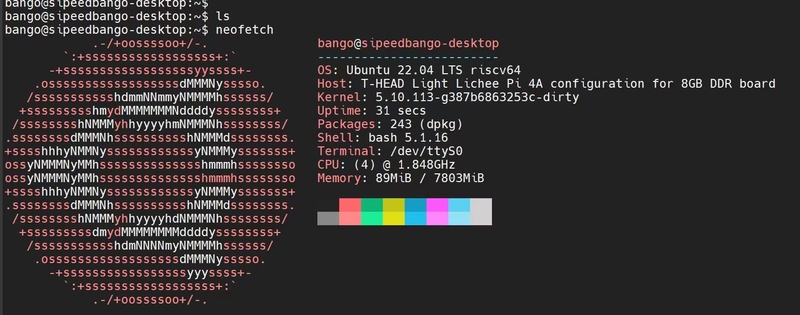 bango@sipeedbango-desktop:~$
bango@sipeedbango-desktop:~$ ls
bango@sipeedbango-desktop:~$ neofetch
            .-/+oossssoo+/-.               bango@sipeedbango-desktop
        `:+ssssssssssssssssss+:`           -------------------------
      -+ssssssssssssssssssyyssss+-         OS: Ubuntu 22.04 LTS riscv64
    .ossssssssssssssssssdMMMNysssso.       Host: T-HEAD Light Lichee Pi 4A configuration for 8GB DDR board
   /ssssssssssshdmmNNmmyNMMMMhssssss/      Kernel: 5.10.113-g387b6863253c-dirty
  +ssssssssshmydMMMMMMMNddddyssssssss+     Uptime: 31 secs
 /sssssssshNMMMyhhyyyyhmNMMMNhssssssss/    Packages: 243 (dpkg)
.ssssssssdMMMNhsssssssssshNMMMdssssssss.   Shell: bash 5.1.16
+sssshhhyNMMNyssssssssssssyNMMMysssssss+   Terminal: /dev/ttyS0
ossyNMMMNyMMhsssssssssssssshmmmhssssssso   CPU: (4) @ 1.848GHz
ossyNMMMNyMMhsssssssssssssshmmmhssssssso   Memory: 89MiB / 7803MiB
+sssshhhyNMMNyssssssssssssyNMMMysssssss+
.ssssssssdMMMNhsssssssssshNMMMdssssssss.
 /sssssssshNMMMyhhyyyyhdNMMMNhssssssss/
  +sssssssssdmydMMMMMMMMddddyssssssss+
   /ssssssssssshdmNNNNmyNMMMMhssssss/
    .ossssssssssssssssssdMMMNysssso.
      -+sssssssssssssssssyyyssss+-
        `:+ssssssssssssssssss+:`
            .-/+oossssoo+/-.